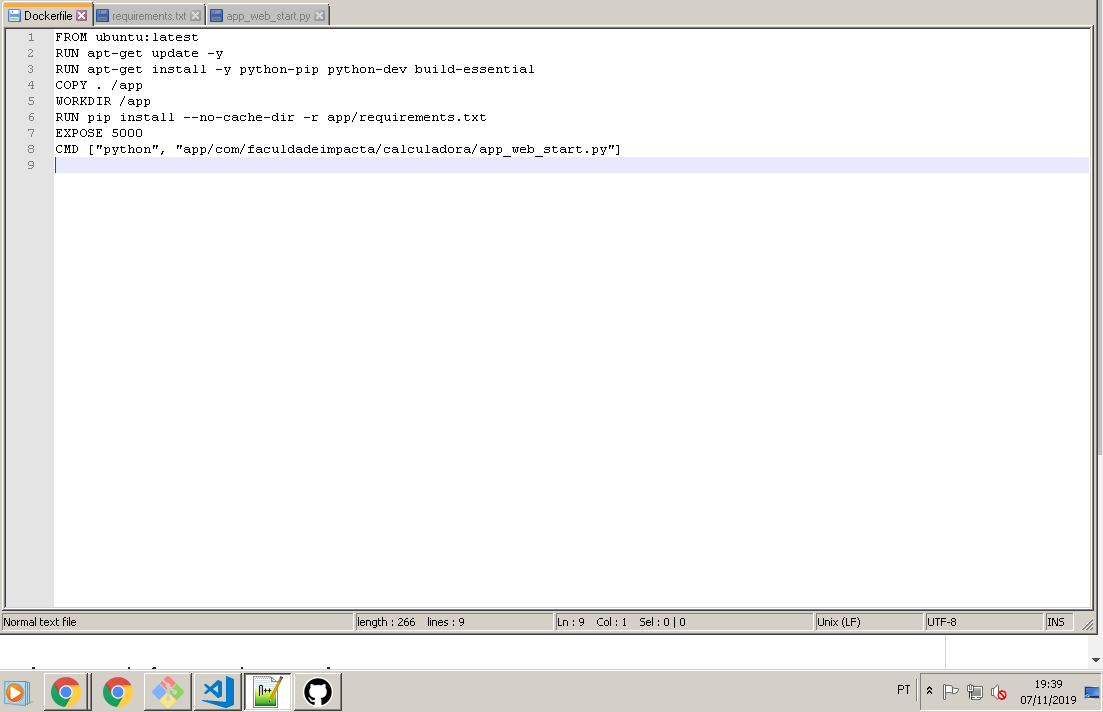 Dockerfile requirements.txt app_web_start.py
1 FROM ubuntu:latest
2 RUN apt-get update -y
3 RUN apt-get install -y python-pip python-dev build-essential
4 COPY . /app
5 WORKDIR /app
6 RUN pip install --no-cache-dir -r app/requirements.txt
7 EXPOSE 5000
8 CMD ["python", "app/com/faculdadeimpacta/calculadora/app_web_start.py"]
9
Normal text file length : 266 lines : 9 Ln : 9 Col : 1 Sel : 0 | 0 Unix (LF) UTF-8 INS
PT 19:39
07/11/2019